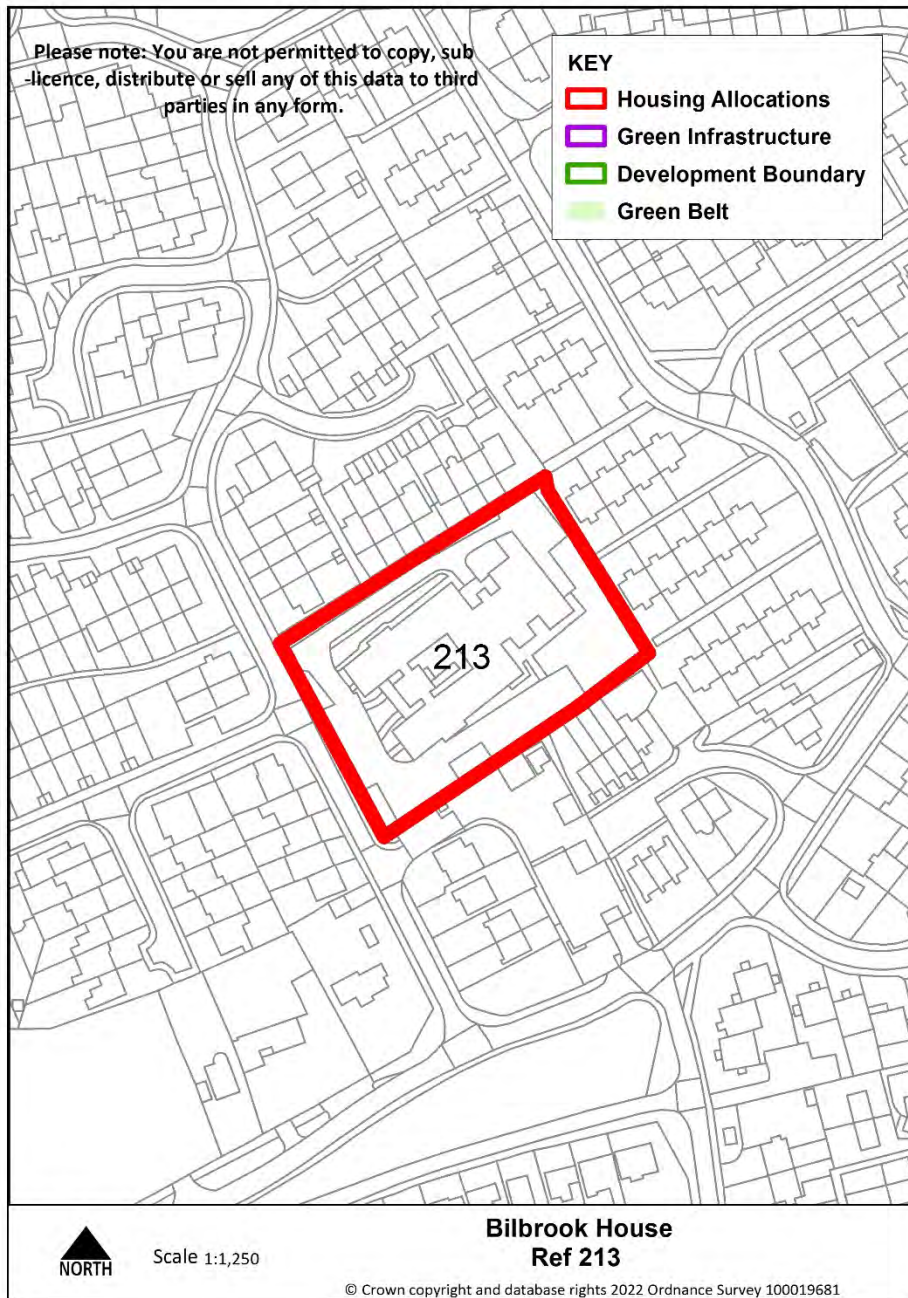 Please note: You are not permitted to copy, sub
-licence, distribute or sell any of this data to third
parties in any form.
KEY
Housing Allocations
Green Infrastructure
Development Boundary
Green Belt
213
NORTH
Scale 1:1,250
Bilbrook House
Ref 213
© Crown copyright and database rights 2022 Ordnance Survey 100019681